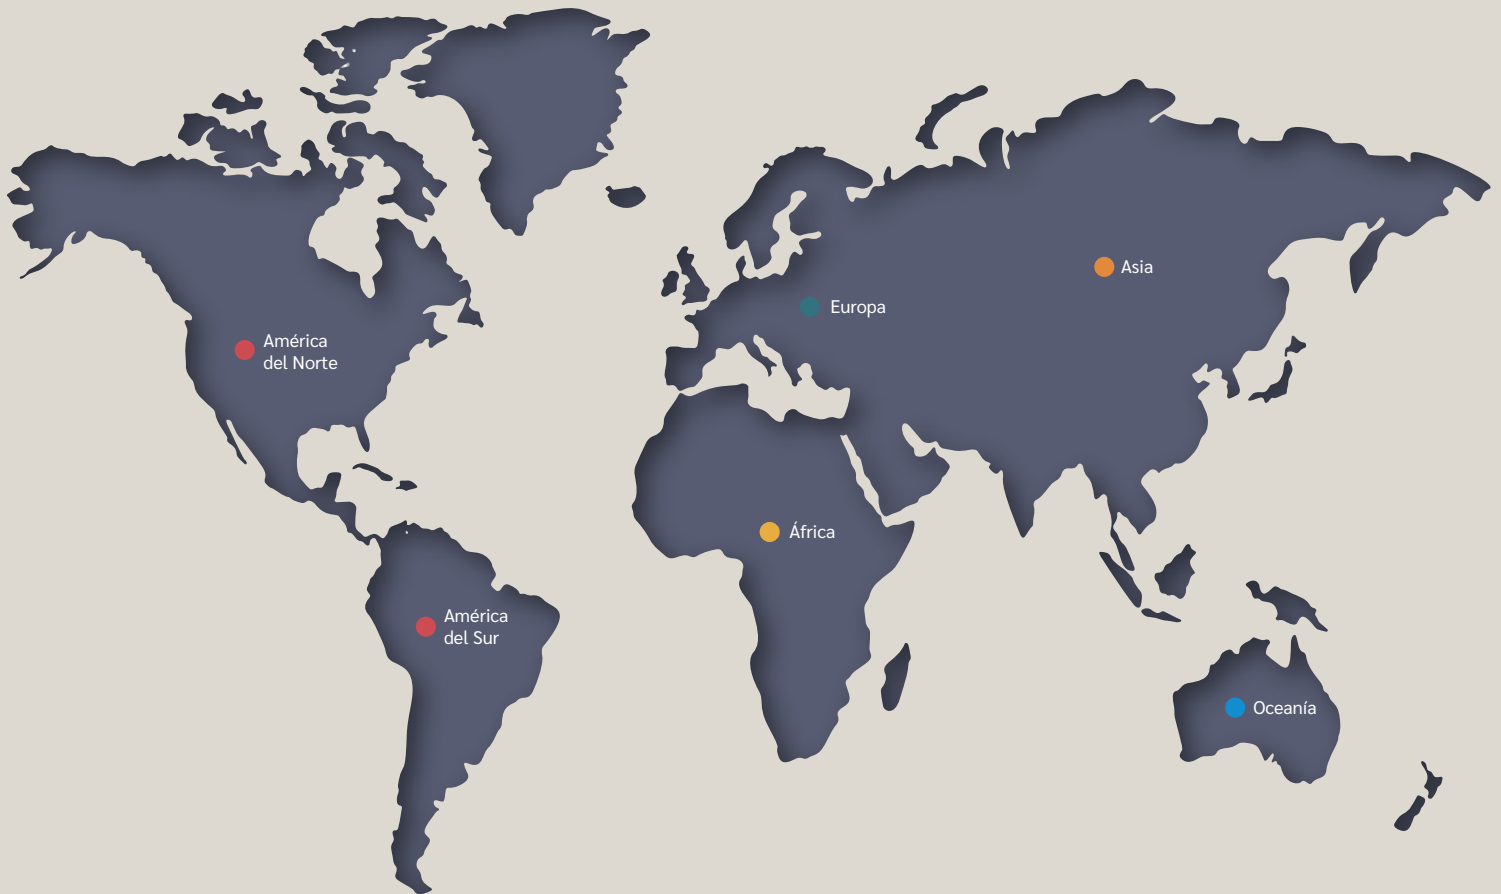 Asia
Europa
América
del Norte
África
América
del Sur
Oceanía